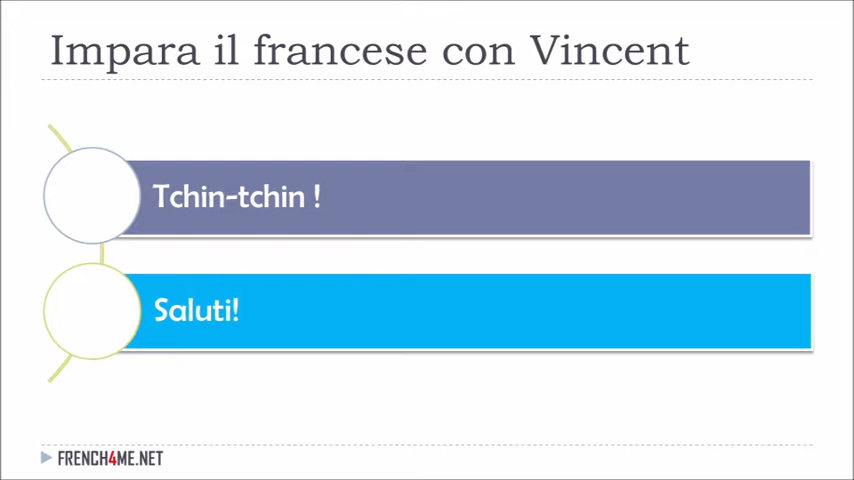 Impara il francese con Vincent
Tchin-tchin !
Saluti!
FRENCH4ME.NET